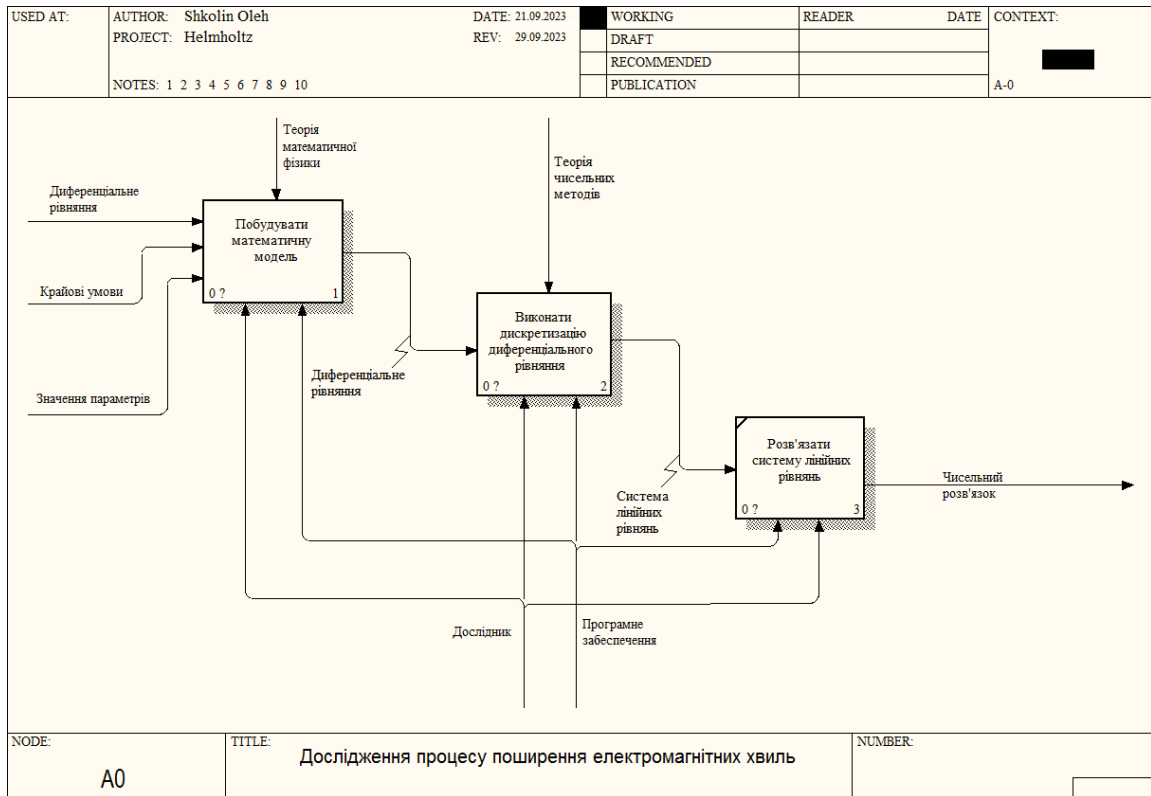 USED AT:
AUTHOR: Shkolin Oleh
DATE: 21.09.2023
WORKING
READER
DATE
CONTEXT:
PROJECT: Helmholtz
REV: 29.09.2023
DRAFT
RECOMMENDED
NOTES: 1 2 3 4 5 6 7 8 9 10
PUBLICATION
A-0
Теорія
математичної
фізики
Теорія
чисельних
методів
Диференціальне
рівняння
Побудувати
математичну
модель
0 ?
1
Крайові умови
Значення параметрів
Диференціальне
рівняння
Виконати
дискретизацію
диференціального
рівняння
0 ?
2
Система
лінійних
рівнянь
Розв'язати
систему лінійних
рівнянь
0 ?
3
Чисельний
розв'язок
Дослідник
Програмне
забеспечення
NODE:
A0
TITLE:
Дослідження процесу поширення електромагнітних хвиль
NUMBER: